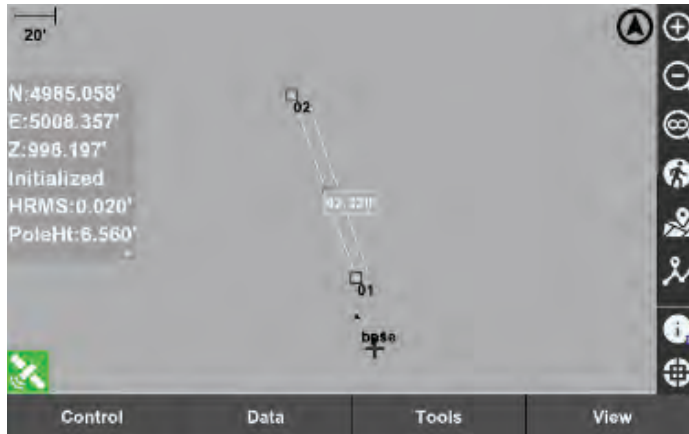 20'
N:4985.058'
E:5008.357'
Z:996.197'
Initialized
HRMS:0.020'
PoleHt:6.560'
02
01
base
Control
Data
Tools
View